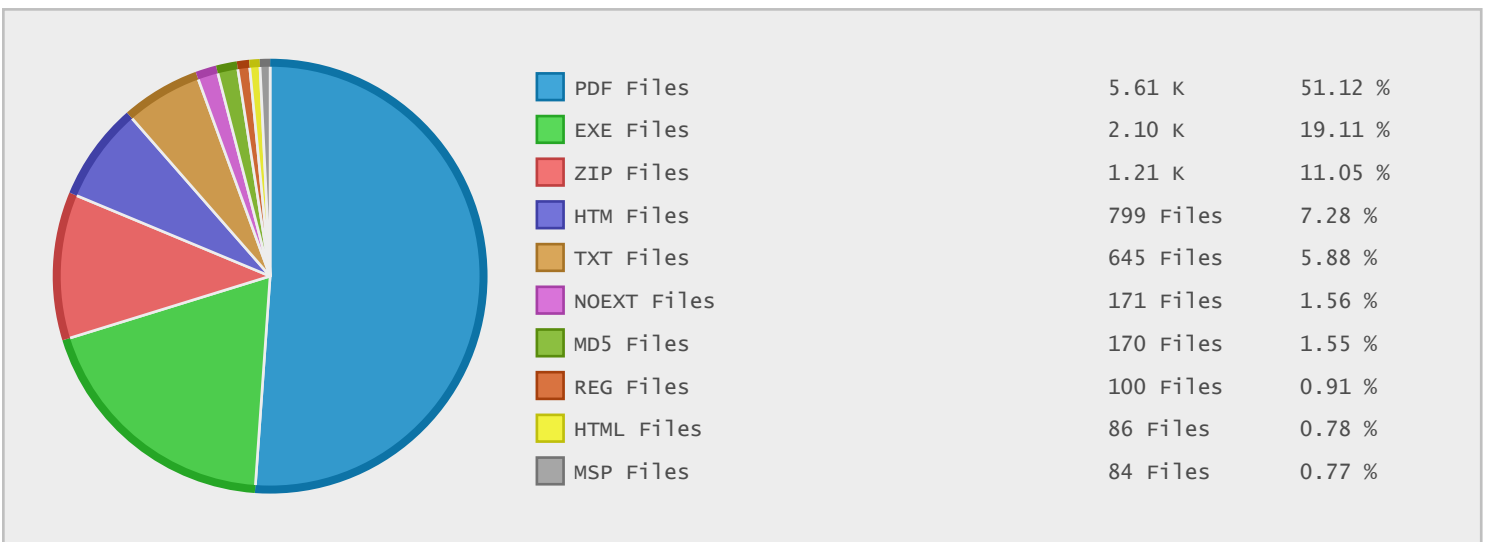 PDF Files 5.61 K 51.12 %
EXE Files 2.10 K 19.11 %
ZIP Files 1.21 K 11.05 %
HTM Files 799 Files 7.28 %
TXT Files 645 Files 5.88 %
NOEXT Files 171 Files 1.56 %
MD5 Files 170 Files 1.55 %
REG Files 100 Files 0.91 %
HTML Files 86 Files 0.78 %
MSP Files 84 Files 0.77 %